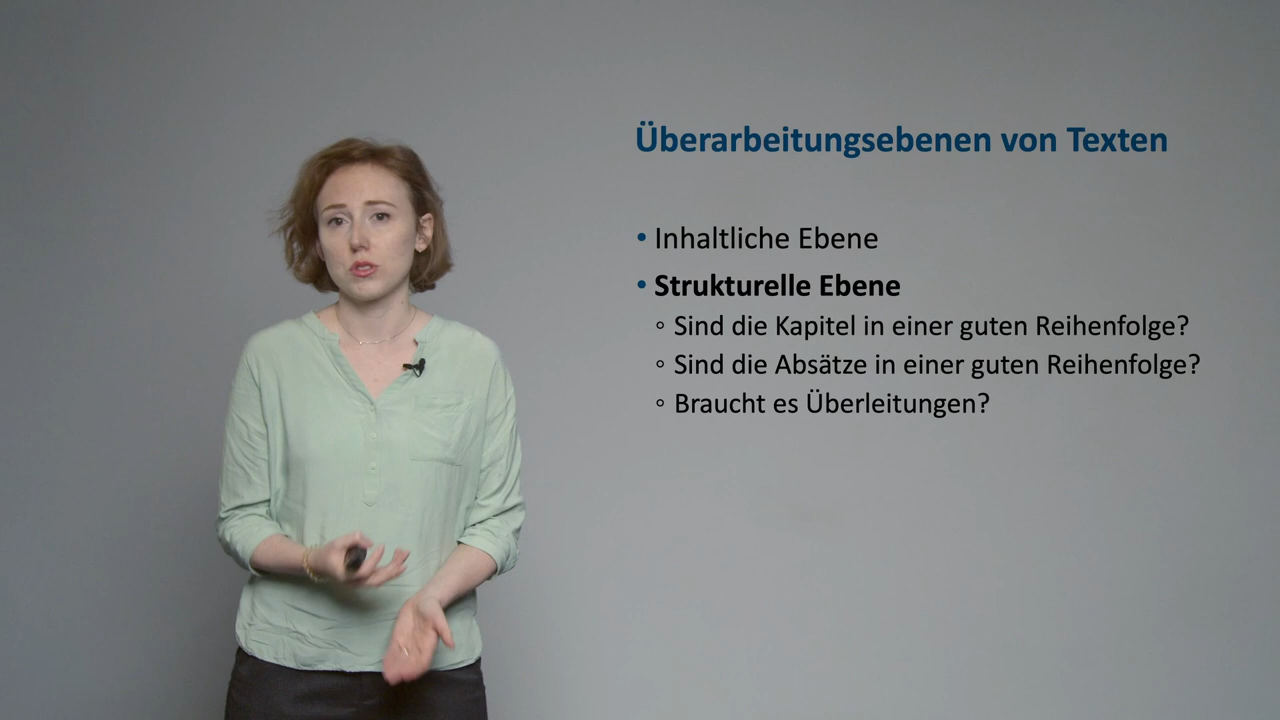 Überarbeitungsebenen von Texten
• Inhaltliche Ebene
• Strukturelle Ebene
◦ Sind die Kapitel in einer guten Reihenfolge?
◦ Sind die Absätze in einer guten Reihenfolge?
◦ Braucht es Überleitungen?